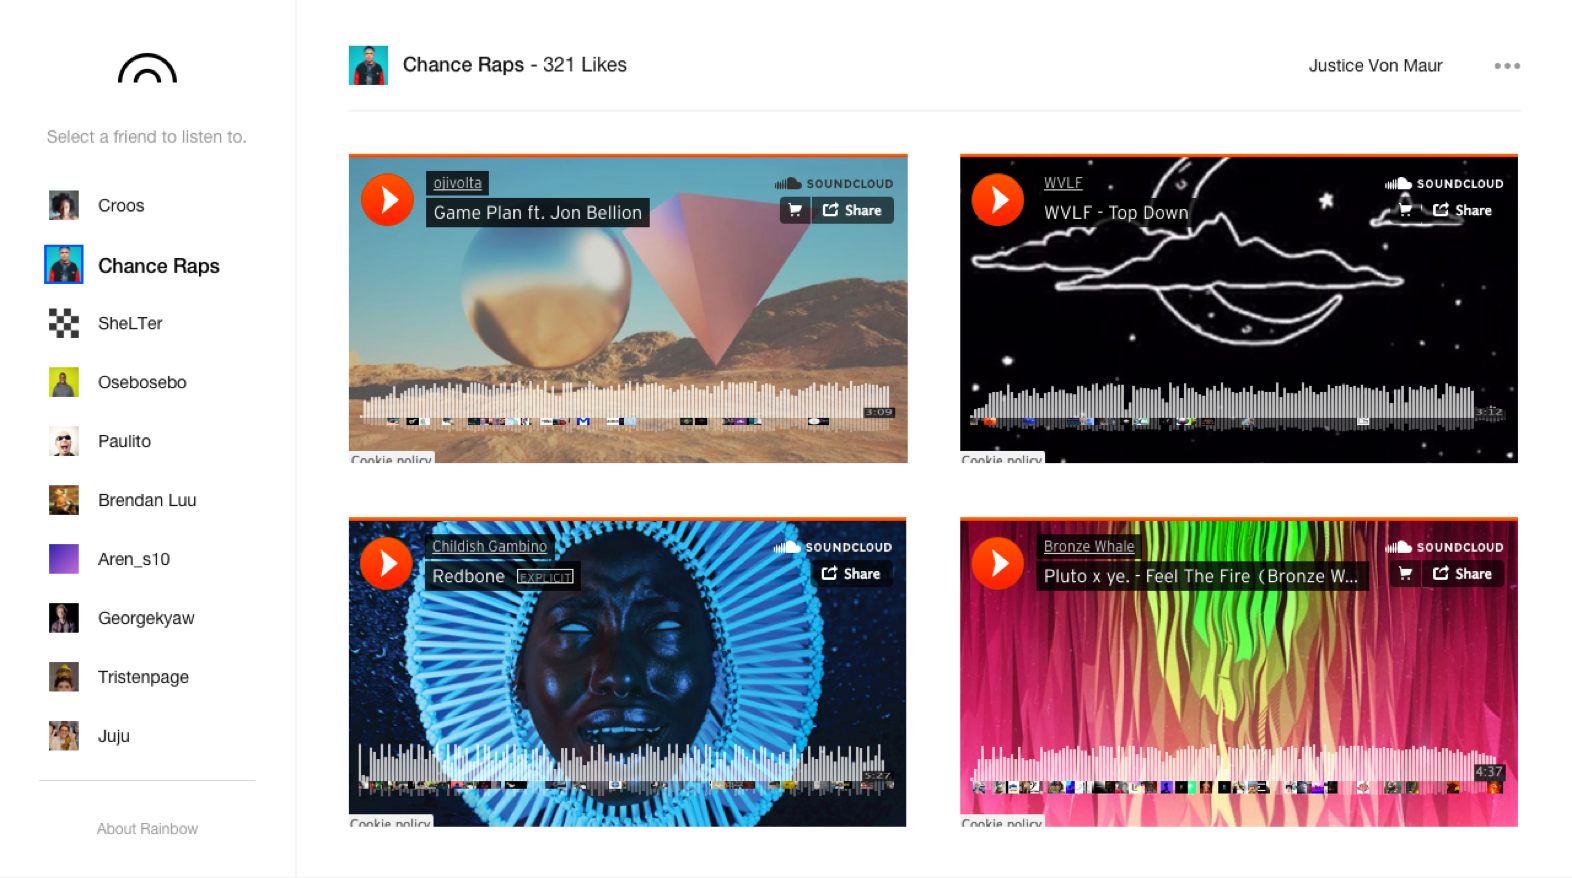 Select a friend to listen to.
Croos
Chance Raps
SheLTer
Osebosebo
Paulito
Brendan Luu
Aren_s10
Georgekyaw
Tristenpage
Juju
About Rainbow
Chance Raps - 321 Likes
Justice Von Maur
ojivolta
Game Plan ft. Jon Bellion
SOUNDCLOUD
Share
3:09
Cookie policy
WVLF
WVLF - Top Down
SOUNDCLOUD
Share
3:12
Cookie policy
Childish Gambino
Redbone EXPLICIT
SOUNDCLOUD
Share
5:27
Cookie policy
Bronze Whale
Pluto x ye. - Feel The Fire (Bronze W...
SOUNDCLOUD
Share
4:37
Cookie policy